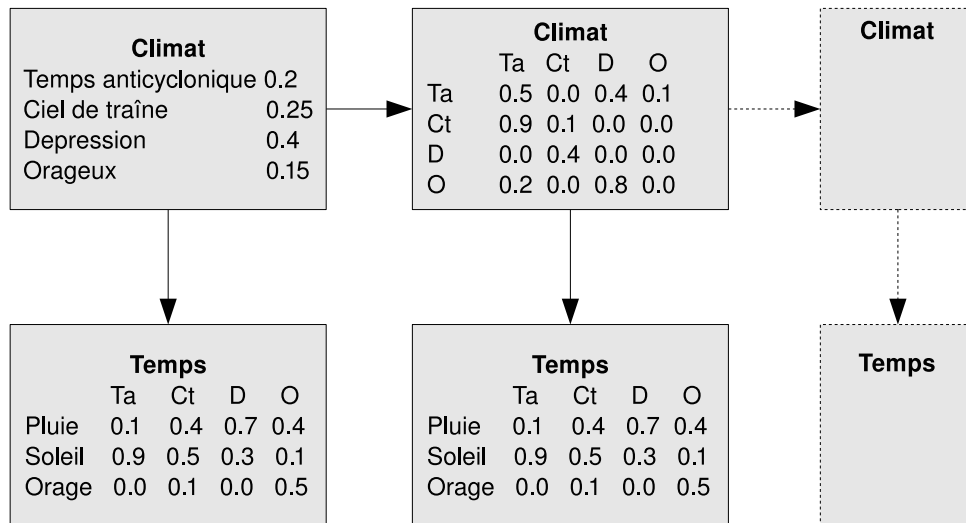 Climat
Temps anticyclonique 0.2
Ciel de traîne 0.25
Depression 0.4
Orageux 0.15
Climat
Ta Ct D O
Ta 0.5 0.0 0.4 0.1
Ct 0.9 0.1 0.0 0.0
D 0.0 0.4 0.0 0.0
O 0.2 0.0 0.8 0.0
Climat
Temps
Ta Ct D O
Pluie 0.1 0.4 0.7 0.4
Soleil 0.9 0.5 0.3 0.1
Orage 0.0 0.1 0.0 0.5
Temps
Ta Ct D O
Pluie 0.1 0.4 0.7 0.4
Soleil 0.9 0.5 0.3 0.1
Orage 0.0 0.1 0.0 0.5
Temps